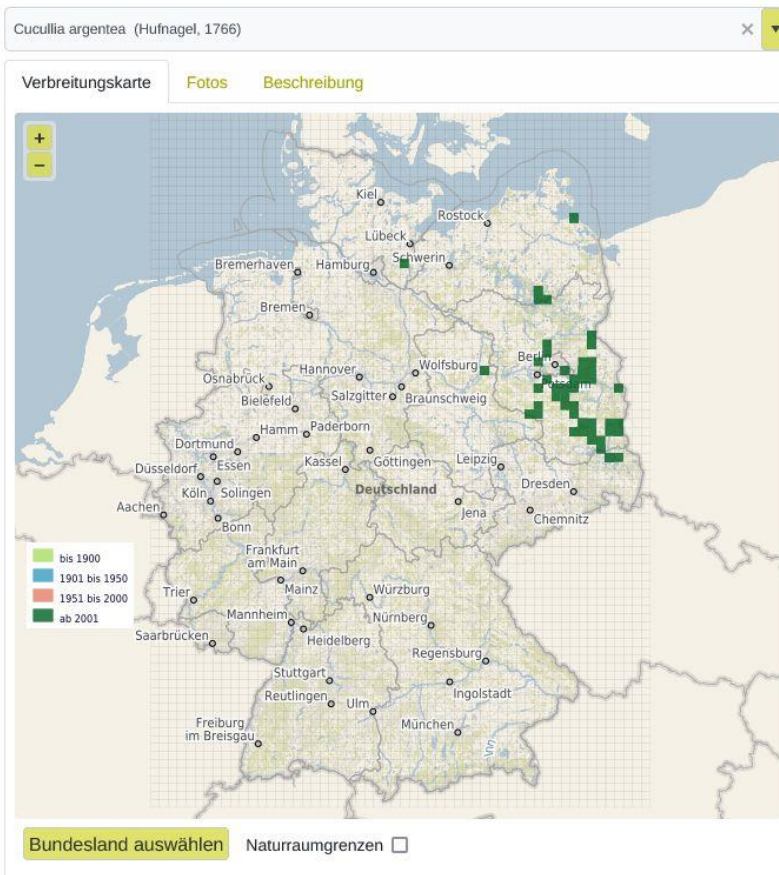 Cucullia argentea (Hufnagel, 1766)
Verbreitungskarte Fotos Beschreibung
+
−
Kiel
Rostock
Lübeck
Schwerin
Bremerhaven
Hamburg
Bremen
Berlin
Wolfsburg
Hannover
Potsdam
Osnabrück
Salzgitter
Braunschweig
Bielefeld
Hamm
Paderborn
Dortmund
Essen
Kassel
Göttingen
Leipzig
Düsseldorf
Dresden
Köln
Solingen
Deutschland
Aachen
Jena
Chemnitz
Bonn
Frankfurt
am Main
bis 1900
1901 bis 1950
1951 bis 2000
ab 2001
Trier
Mainz
Würzburg
Mannheim
Nürnberg
Saarbrücken
Heidelberg
Regensburg
Stuttgart
Ingolstadt
Reutlingen
Ulm
Freiburg
im Breisgau
München
Inn
Bundesland auswählen Naturraumgrenzen